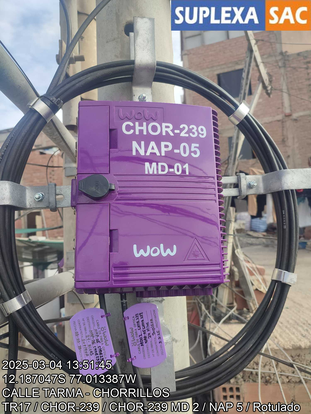 SUPLEXA SAC
WOW
CHOR-239
NAP-05
MD-01
WOW
2025-03-04 13-51-45
12.187047S 77.013387W
CALLE TARMA - CHORRILLOS
TR17 / CHOR-239 / CHOR-239 MD 2 / NAP 5 / Rotulado